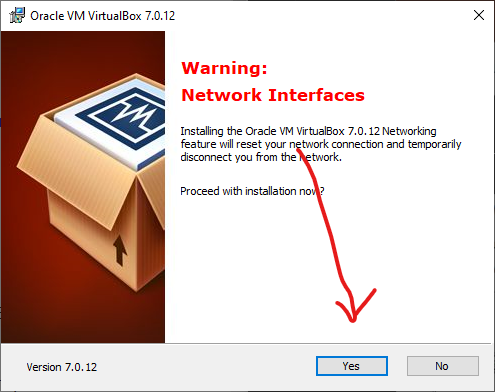 Oracle VM VirtualBox 7.0.12
Warning:
Network Interfaces
Installing the Oracle VM VirtualBox 7.0.12 Networking
feature will reset your network connection and temporarily
disconnect you from the network.
Proceed with installation now?
Version 7.0.12
Yes
No